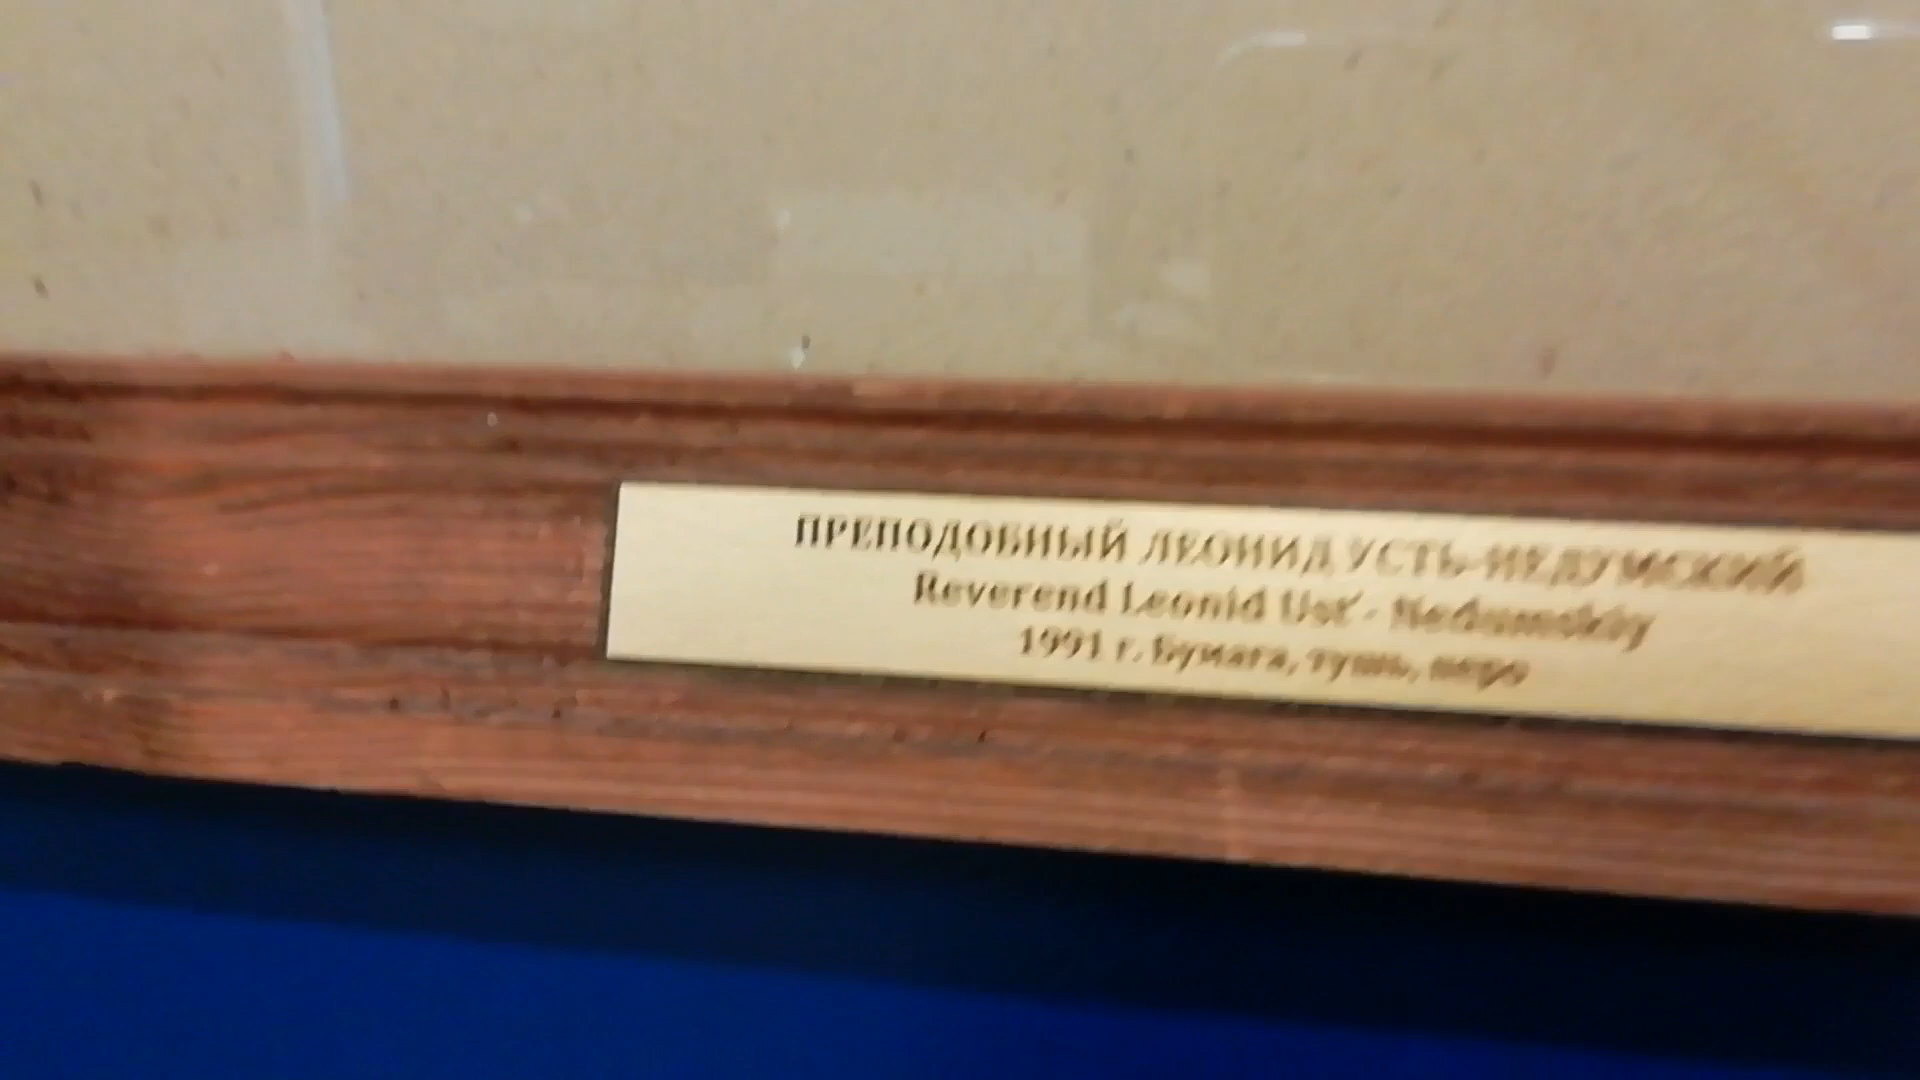 ПРЕПОДОБНЫЙ ЛЕОНИД УСТЬ-НЕДУМСКИЙ
Reverend Leonid Ust' - Nedumskiy
1991 г. Бумага, тушь, перо